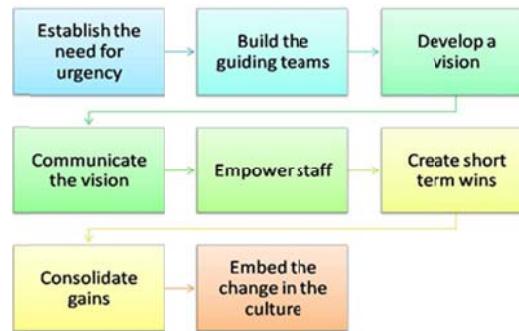 Establish the
need for
urgency
Build the
guiding teams
Develop a
vision
Communicate
the vision
Empower staff
Create short
term wins
Consolidate
gains
Embed the
change in the
culture